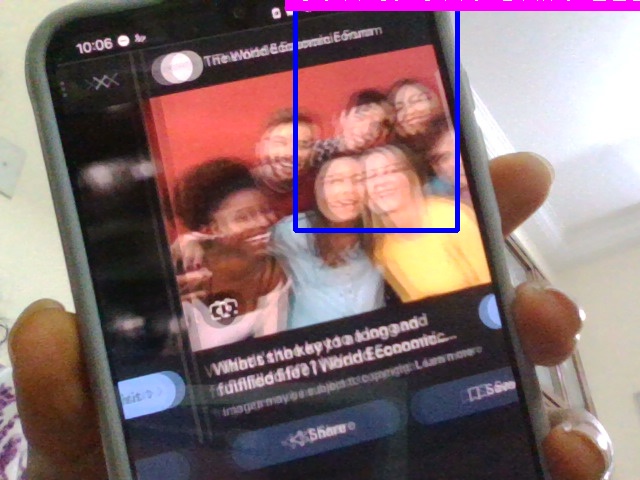 10:06
The World Economic Forum
What's the key to a long and
fulfilled life? | World Economic...
Images may be subject to copyright. Learn more
Share
Save